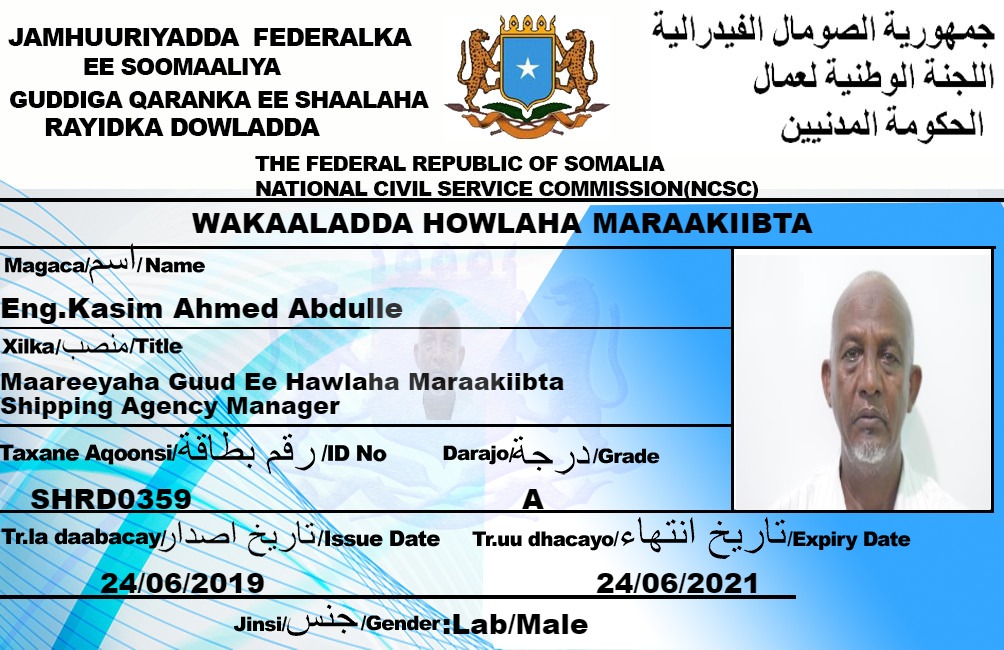 JAMHUURIYADDA FEDERALKA
EE SOOMAALIYA
GUDDIGA QARANKA EE SHAALAHA
RAYIDKA DOWLADDA
جمهورية الصومال الفيدرالية
اللجنة الوطنية لعمال
الحكومة المدنيين
THE FEDERAL REPUBLIC OF SOMALIA
NATIONAL CIVIL SERVICE COMMISSION(NCSC)
WAKAALADDA HOWLAHA MARAAKIIBTA
Magaca/اسم/Name
Eng.Kasim Ahmed Abdulle
Xilka/منصب/Title
Maareeyaha Guud Ee Hawlaha Maraakiibta
Shipping Agency Manager
Taxane Aqoonsi/رقم بطاقة/ID No
SHRD0359
Darajo/درجة/Grade
A
Tr.la daabacay/تاريخ اصدار/Issue Date
24/06/2019
Tr.uu dhacayo/تاريخ انتهاء/Expiry Date
24/06/2021
Jinsi/جنس/Gender:Lab/Male